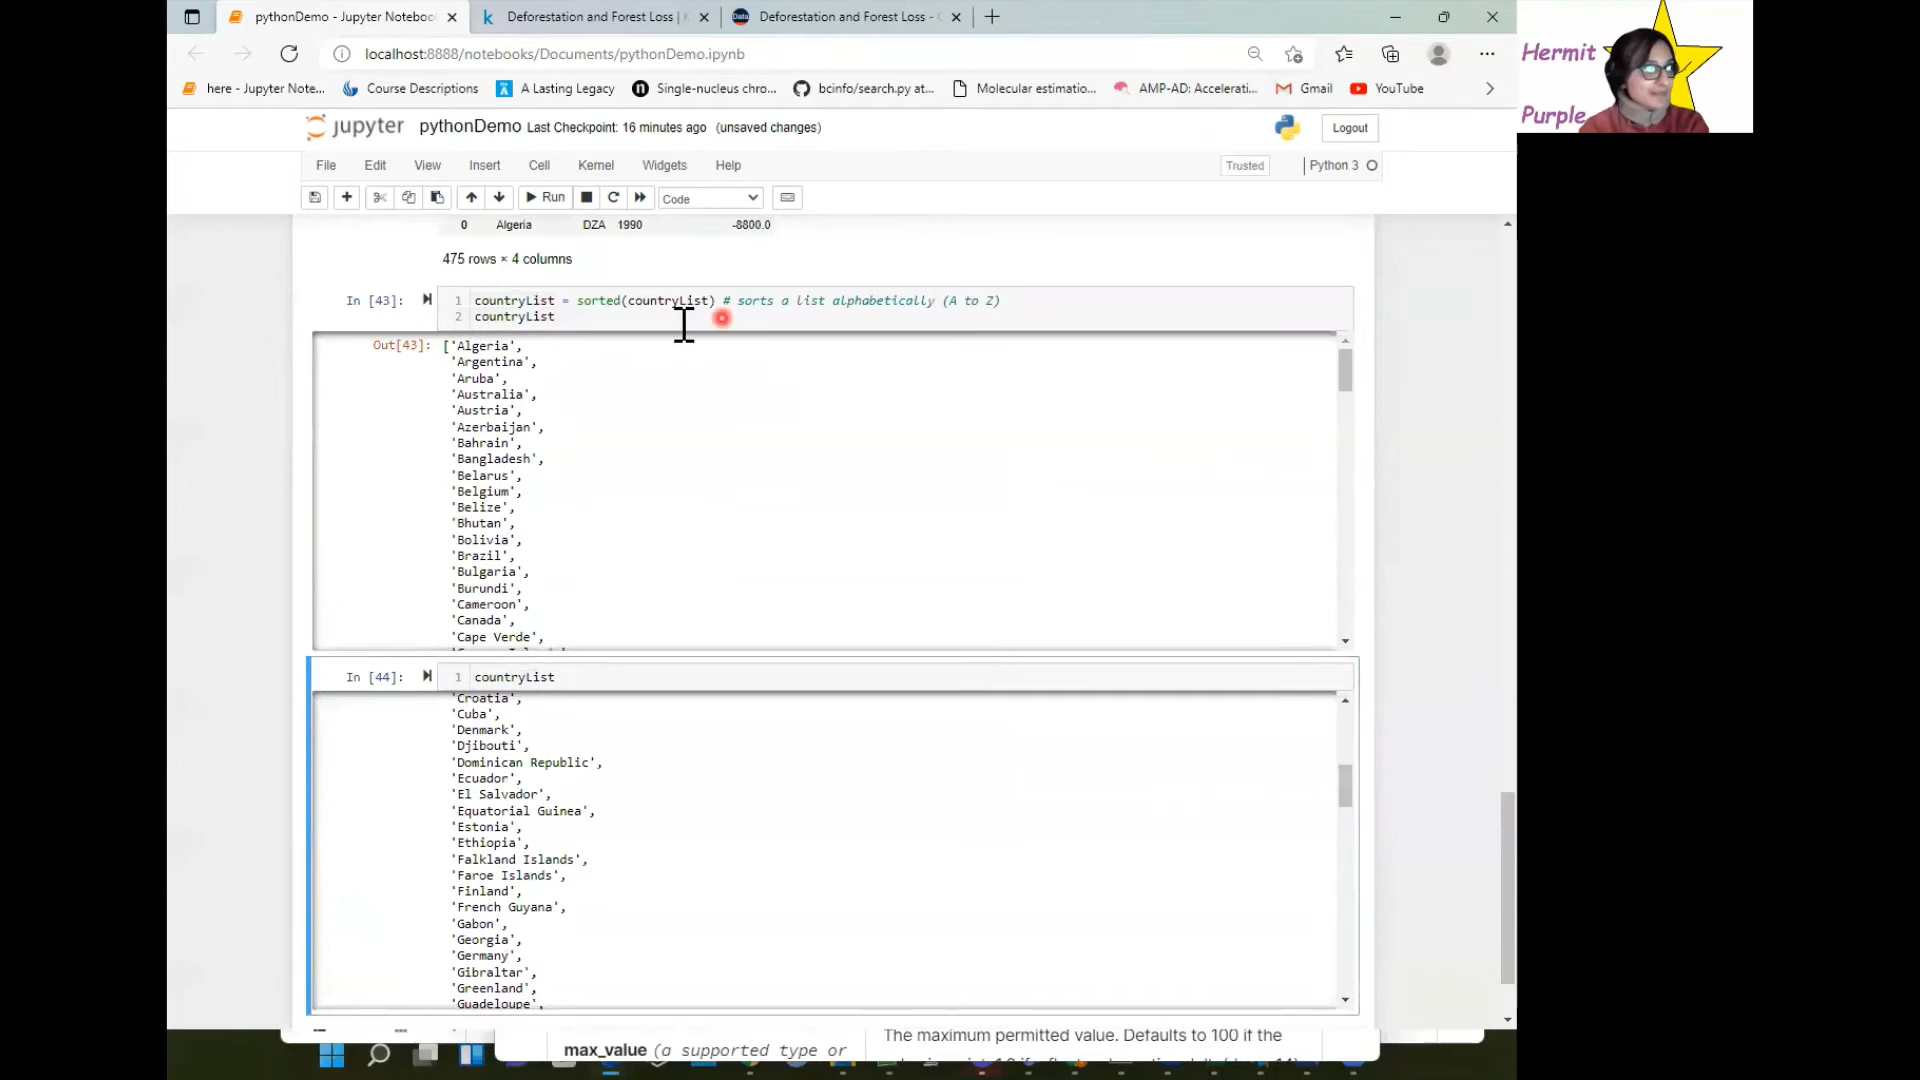 pythonDemo - Jupyter Noteboo
Deforestation and Forest Loss |
Data
Deforestation and Forest Loss -
localhost:8888/notebooks/Documents/pythonDemo.ipynb
here - Jupyter Note...
Course Descriptions
A Lasting Legacy
Single-nucleus chro...
bcinfo/search.py at...
Molecular estimatio...
AMP-AD: Accelerati...
Gmail
YouTube
Hermit
Purple
jupyter
pythonDemo Last Checkpoint: 16 minutes ago (unsaved changes)
Logout
File Edit View Insert Cell Kernel Widgets Help
Trusted
Python 3
Run
Code
0 Algeria DZA 1990 -8800.0
475 rows × 4 columns
In [43]:
1 countryList = sorted(countryList) # sorts a list alphabetically (A to Z)
2 countryList
Out[43]: ['Algeria',
'Argentina',
'Aruba',
'Australia',
'Austria',
'Azerbaijan',
'Bahrain',
'Bangladesh',
'Belarus',
'Belgium',
'Belize',
'Bhutan',
'Bolivia',
'Brazil',
'Bulgaria',
'Burundi',
'Cameroon',
'Canada',
'Cape Verde',
In [44]:
1 countryList
'Croatia',
'Cuba',
'Denmark',
'Djibouti',
'Dominican Republic',
'Ecuador',
'El Salvador',
'Equatorial Guinea',
'Estonia',
'Ethiopia',
'Falkland Islands',
'Faroe Islands',
'Finland',
'French Guyana',
'Gabon',
'Georgia',
'Germany',
'Gibraltar',
'Greenland',
'Guadeloupe',
The maximum permitted value. Defaults to 100 if the
max_value (a supported type or